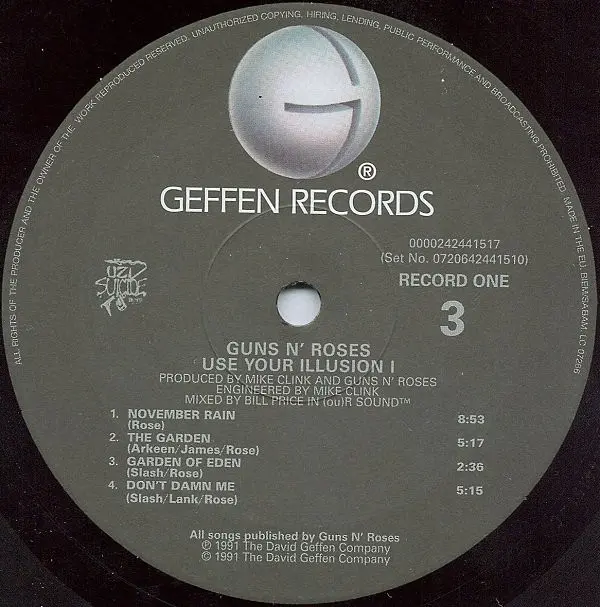 ALL RIGHTS OF THE PRODUCER AND THE OWNER OF THE WORK REPRODUCED RESERVED. UNAUTHORIZED COPYING, HIRING, LENDING, PUBLIC PERFORMANCE AND BROADCASTING PROHIBITED. MADE IN THE EU. BIEM/SABAM. LC 07266
®
GEFFEN RECORDS
0000242441517
(Set No. 0720642441510)
UZI
SUICIDE
RECORD ONE
3
GUNS N' ROSES
USE YOUR ILLUSION I
PRODUCED BY MIKE CLINK AND GUNS N' ROSES
ENGINEERED BY MIKE CLINK
MIXED BY BILL PRICE IN (ou)R SOUND™
1. NOVEMBER RAIN 8:53
(Rose)
2. THE GARDEN 5:17
(Arkeen/James/Rose)
3. GARDEN OF EDEN 2:36
(Slash/Rose)
4. DON'T DAMN ME 5:15
(Slash/Lank/Rose)
All songs published by Guns N' Roses
℗ 1991 The David Geffen Company
© 1991 The David Geffen Company